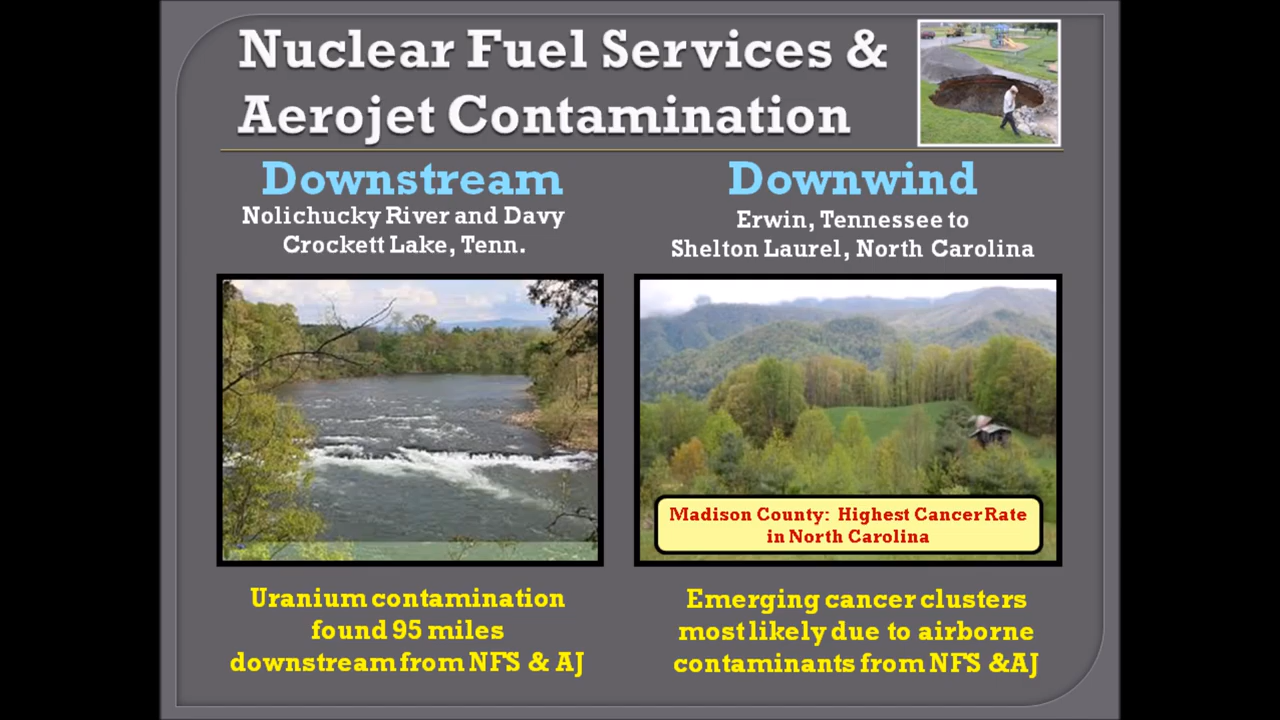 Nuclear Fuel Services &
Aerojet Contamination
Downstream
Nolichucky River and Davy
Crockett Lake, Tenn.
Uranium contamination
found 95 miles
downstream from NFS & AJ
Downwind
Erwin, Tennessee to
Shelton Laurel, North Carolina
Madison County: Highest Cancer Rate
in North Carolina
Emerging cancer clusters
most likely due to airborne
contaminants from NFS &AJ